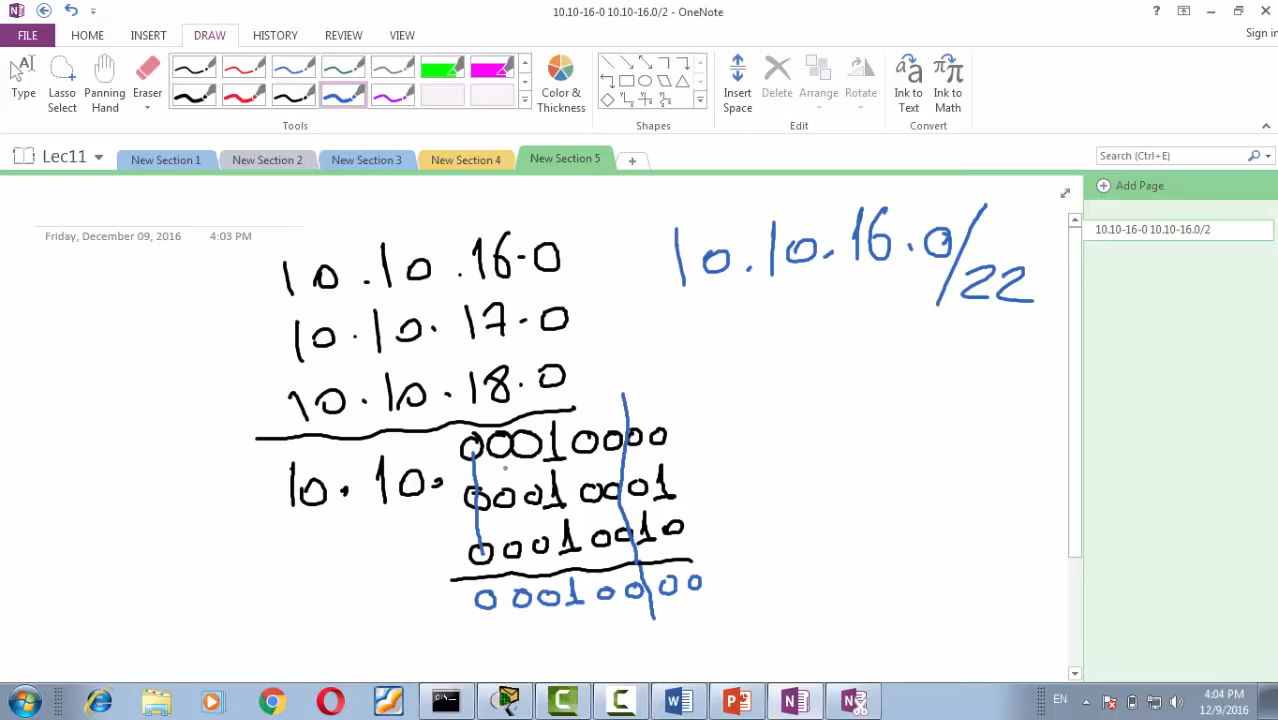 10.10-16-0 10.10-16.0/2 - OneNote
FILE HOME INSERT DRAW HISTORY REVIEW VIEW
Sign in
Type
Lasso Select
Panning Hand
Eraser
Color & Thickness
Insert Space
Delete
Arrange
Rotate
Ink to Text
Ink to Math
Tools
Shapes
Edit
Convert
Lec11
New Section 1
New Section 2
New Section 3
New Section 4
New Section 5
Search (Ctrl+E)
Add Page
10.10-16-0 10.10-16.0/2
Friday, December 09, 2016 4:03 PM
10.10.16.0
10.10.16.0/22
10.10.17.0
10.10.18.0
00010000
10.10.
00010001
00010010
00010000
EN
4:04 PM
12/9/2016